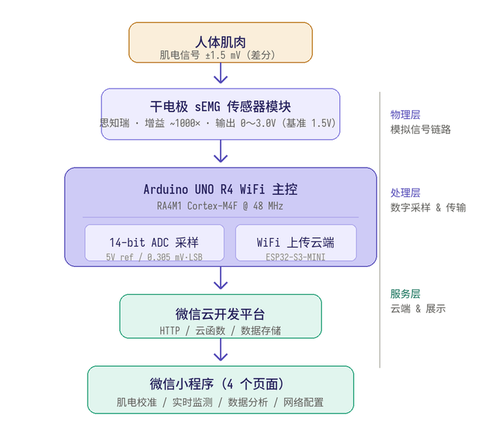 人体肌肉
肌电信号 ±1.5 mV（差分）
干电极 sEMG 传感器模块
思知瑞 · 增益 ~1000× · 输出 0～3.0V（基准 1.5V）
物理层
模拟信号链路
Arduino UNO R4 WiFi 主控
RA4M1 Cortex-M4F @ 48 MHz
14-bit ADC 采样
5V ref / 0.305 mV·LSB
WiFi 上传云端
ESP32-S3-MINI
处理层
数字采样 & 传输
微信云开发平台
HTTP / 云函数 / 数据存储
服务层
云端 & 展示
微信小程序（4 个页面）
肌电校准 / 实时监测 / 数据分析 / 网络配置